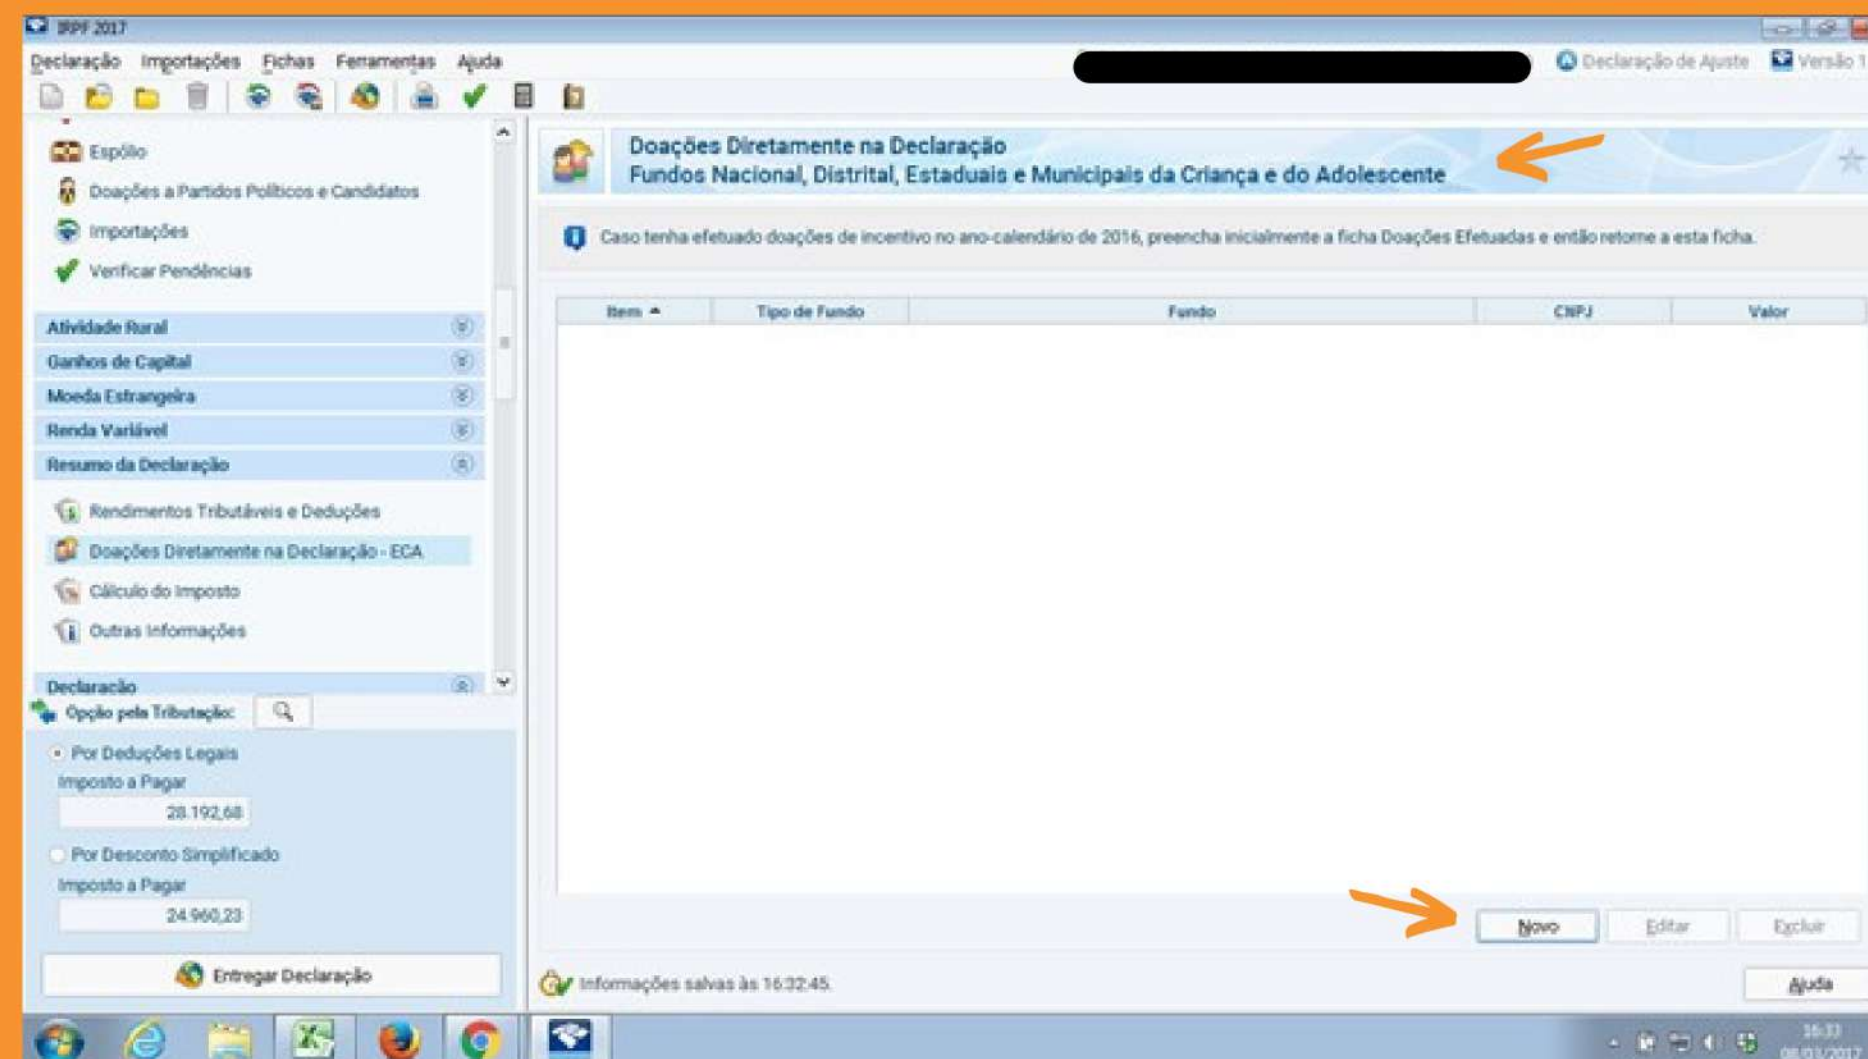 IRPF 2017
Declaração Importações Fichas Ferramentas Ajuda
Declaração de Ajuste Versão 1
Espólio
Doações a Partidos Políticos e Candidatos
Importações
Verificar Pendências
Atividade Rural
Ganhos de Capital
Moeda Estrangeira
Renda Variável
Resumo da Declaração
Rendimentos Tributáveis e Deduções
Doações Diretamente na Declaração - ECA
Cálculo do Imposto
Outras Informações
Declaração
Opção pela Tributação:
Por Deduções Legais
Imposto a Pagar
28.192,68
Por Desconto Simplificado
Imposto a Pagar
24.960,23
Entregar Declaração
Doações Diretamente na Declaração
Fundos Nacional, Distrital, Estaduais e Municipais da Criança e do Adolescente
Caso tenha efetuado doações de incentivo no ano-calendário de 2016, preencha inicialmente a ficha Doações Efetuadas e então retorne a esta ficha.
Item Tipo de Fundo Fundo CNPJ Valor
Novo Editar Excluir
Informações salvas às 16:32:45.
Ajuda
16:33
08/03/2017